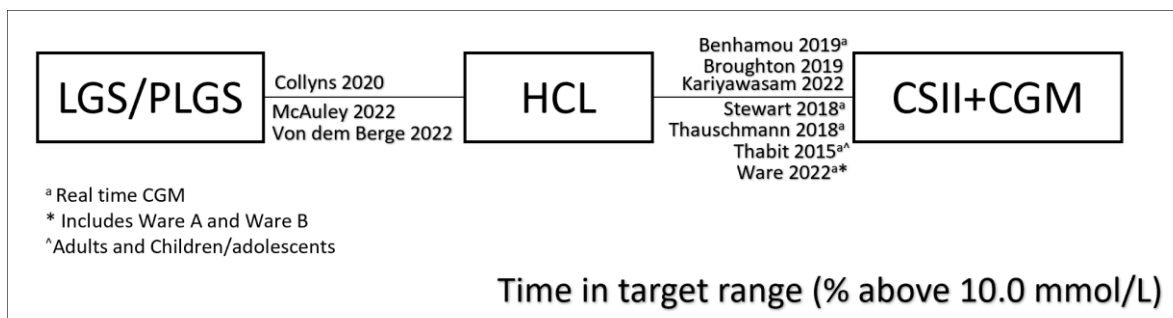 LGS/PLGS
Collyns 2020
McAuley 2022
Von dem Berge 2022
HCL
Benhamou 2019ᵃ
Broughton 2019
Kariyawasam 2022
Stewart 2018ᵃ
Thauschmann 2018ᵃ
Thabit 2015ᵃ^
Ware 2022ᵃ*
CSII+CGM
ᵃ Real time CGM
* Includes Ware A and Ware B
^Adults and Children/adolescents
Time in target range (% above 10.0 mmol/L)